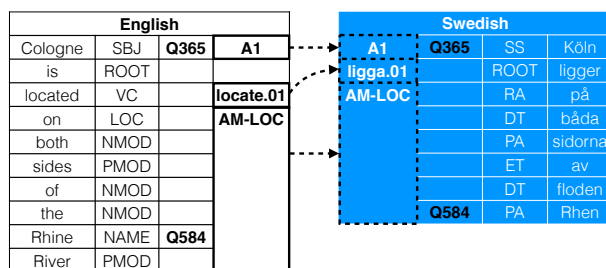 English Swedish
Cologne SBJ Q365 A1 A1 Q365 SS Köln
is ROOT ligga.01 ROOT ligger
located VC locate.01 AM-LOC RA på
on LOC AM-LOC DT båda
both NMOD PA sidorna
sides PMOD ET av
of NMOD DT floden
the NMOD Q584 PA Rhen
Rhine NAME Q584
River PMOD